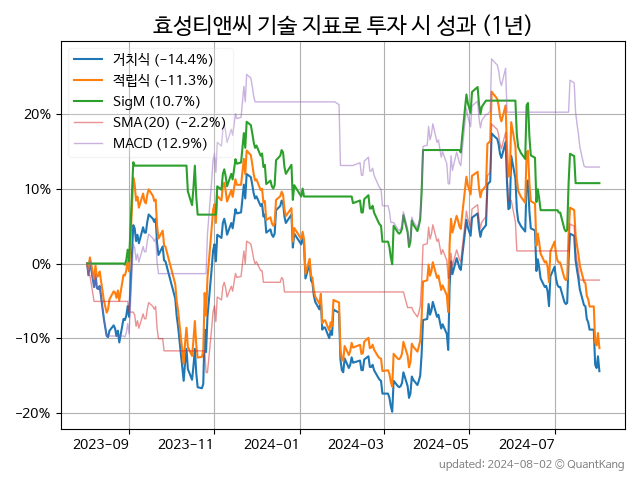 효성티앤씨 기술 지표로 투자 시 성과 (1년)
거치식 (−14.4%)
적립식 (−11.3%)
SigM (10.7%)
SMA(20) (−2.2%)
MACD (12.9%)
20%
10%
0%
−10%
−20%
2023-09 2023-11 2024-01 2024-03 2024-05 2024-07
updated: 2024-08-02 © QuantKang